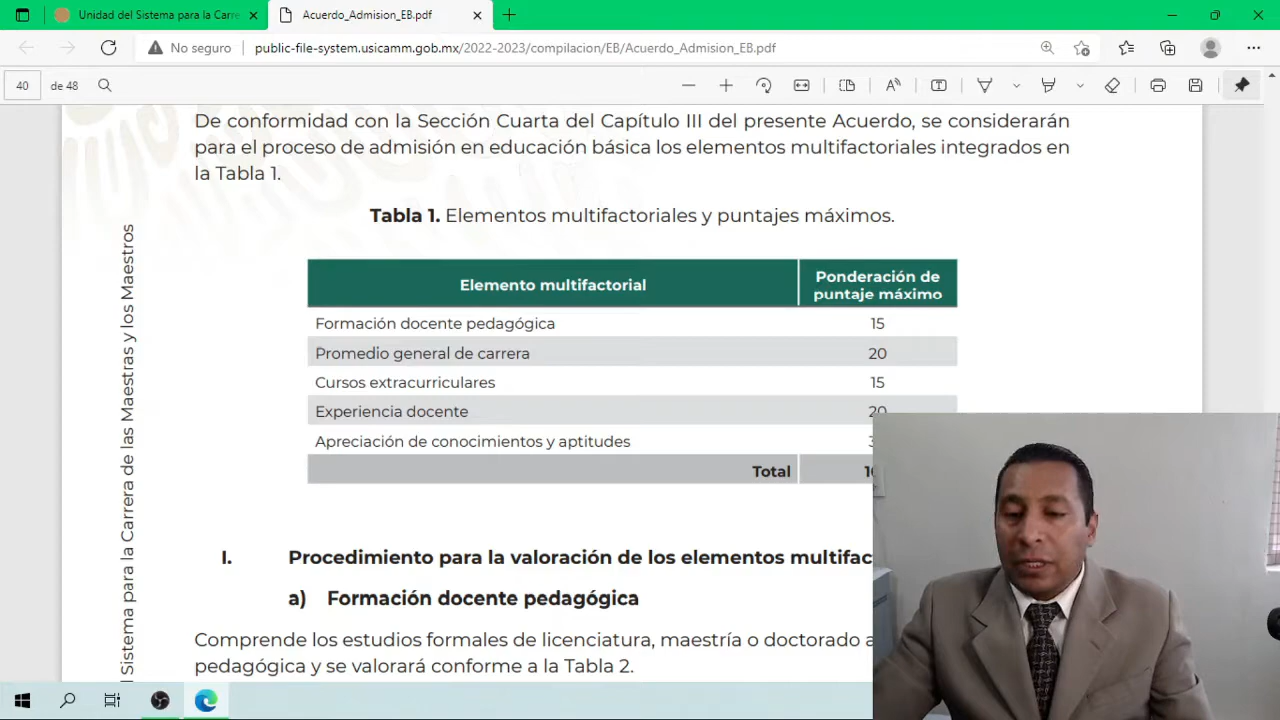 Unidad del Sistema para la Carre
Acuerdo_Admision_EB.pdf
No seguro
public-file-system.usicamm.gob.mx/2022-2023/compilacion/EB/Acuerdo_Admision_EB.pdf
40 de 48
De conformidad con la Sección Cuarta del Capítulo III del presente Acuerdo, se considerarán
para el proceso de admisión en educación básica los elementos multifactoriales integrados en
la Tabla 1.
Tabla 1. Elementos multifactoriales y puntajes máximos.
Elemento multifactorial
Ponderación de
puntaje máximo
Formación docente pedagógica 15
Promedio general de carrera 20
Cursos extracurriculares 15
Experiencia docente 20
Apreciación de conocimientos y aptitudes
Total
I. Procedimiento para la valoración de los elementos multifac
a) Formación docente pedagógica
Comprende los estudios formales de licenciatura, maestría o doctorado a
pedagógica y se valorará conforme a la Tabla 2.
Sistema para la Carrera de las Maestras y los Maestros